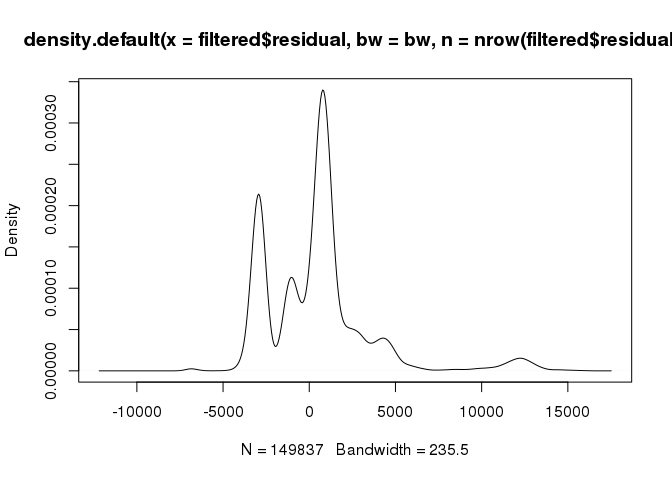 density.default(x = filtered$residual, bw = bw, n = nrow(filtered$residual
0.00030
0.00020
0.00010
0.00000
Density
-10000 -5000 0 5000 10000 15000
N = 149837 Bandwidth = 235.5